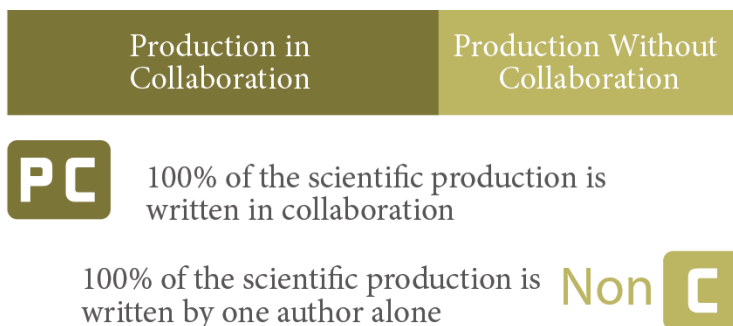 Production in
Collaboration
Production Without
Collaboration
PC
100% of the scientific production is
written in collaboration
100% of the scientific production is
written by one author alone
Non C